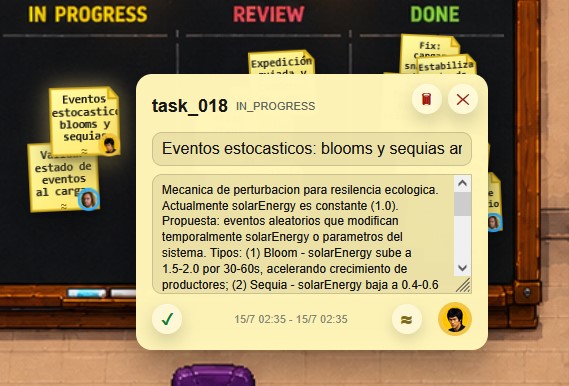 IN PROGRESS
REVIEW
DONE
Expedición
guiada y
Fix:
Estabiliza
Eventos
estocastico
blooms y
sequias
estado de
eventos
al carga
task_018 IN_PROGRESS
Eventos estocasticos: blooms y sequias ar
Mecanica de perturbacion para resilencia ecologica.
Actualmente solarEnergy es constante (1.0).
Propuesta: eventos aleatorios que modifican
temporalmente solarEnergy o parametros del
sistema. Tipos: (1) Bloom - solarEnergy sube a
1.5-2.0 por 30-60s, acelerando crecimiento de
productores; (2) Sequia - solarEnergy baja a 0.4-0.6
15/7 02:35 - 15/7 02:35